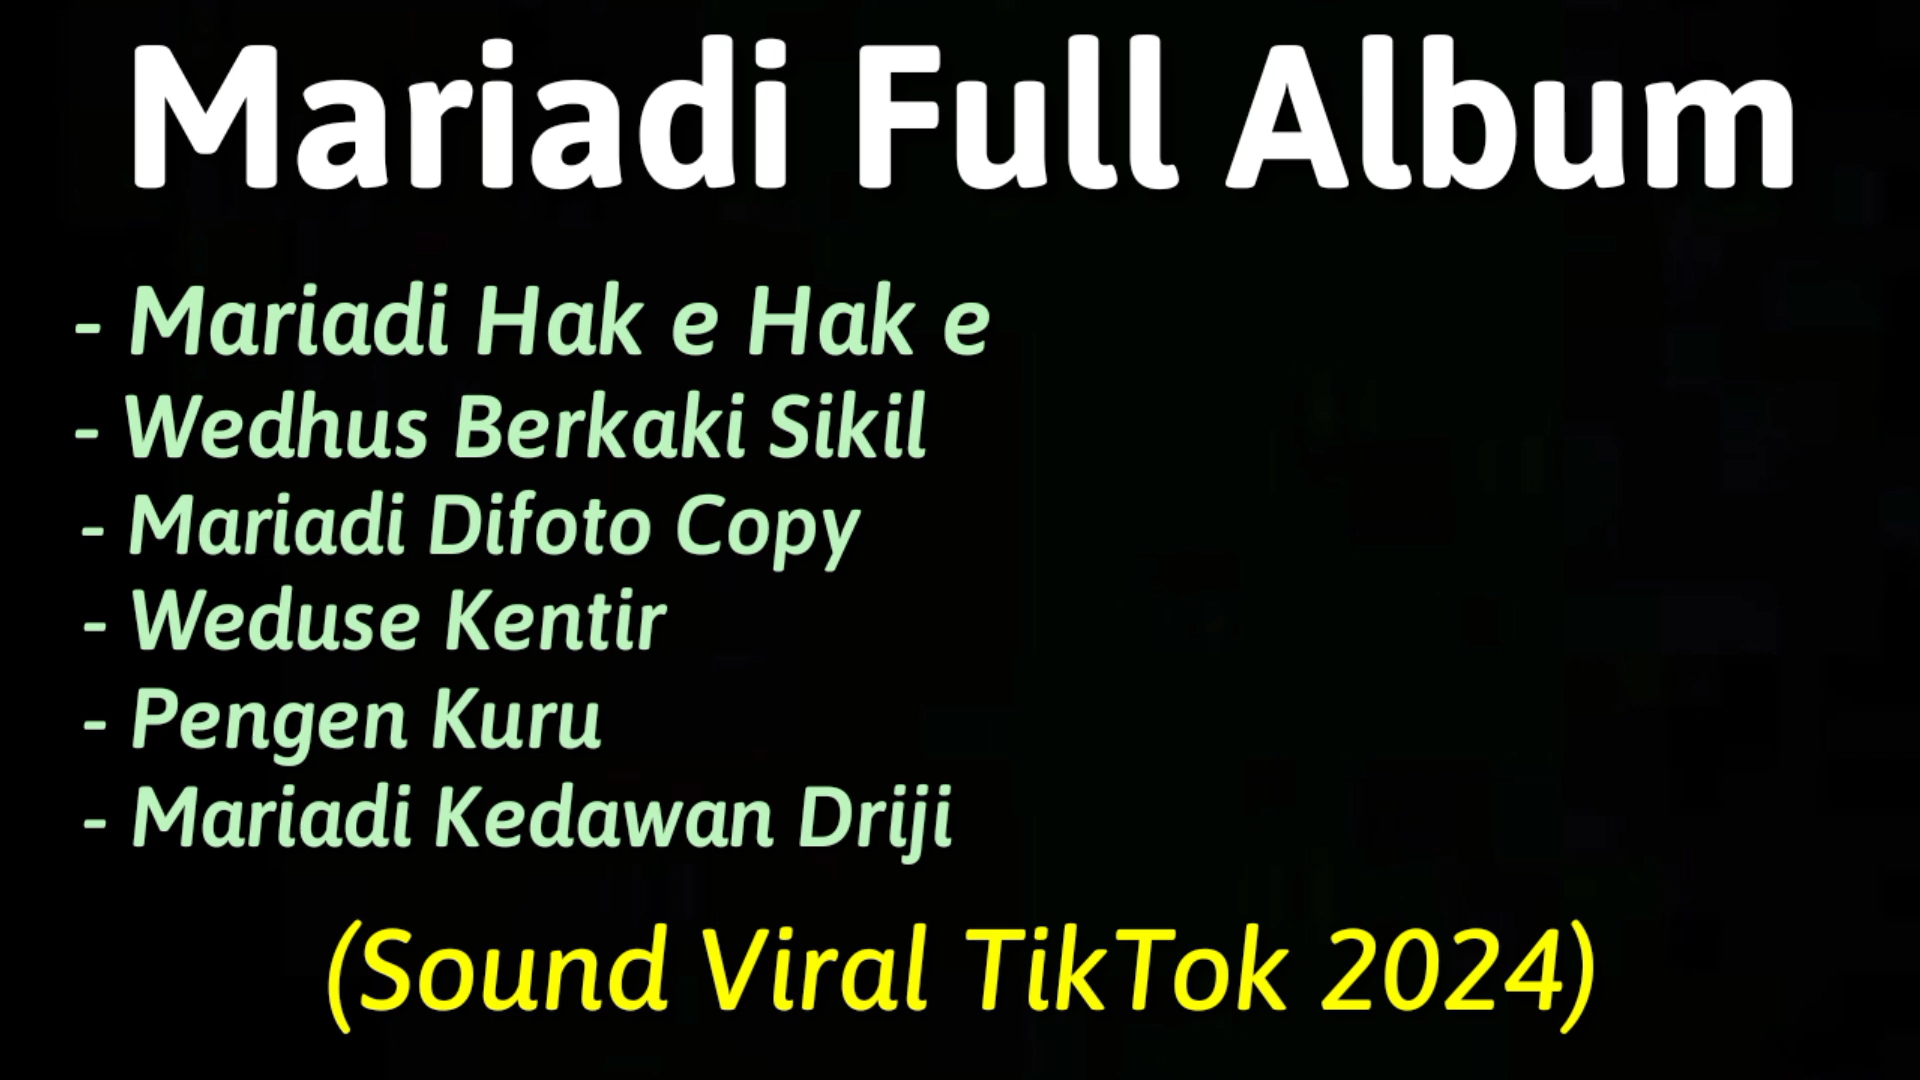 Mariadi Full Album
- Mariadi Hak e Hak e
- Wedhus Berkaki Sikil
- Mariadi Difoto Copy
- Weduse Kentir
- Pengen Kuru
- Mariadi Kedawan Driji
(Sound Viral TikTok 2024)